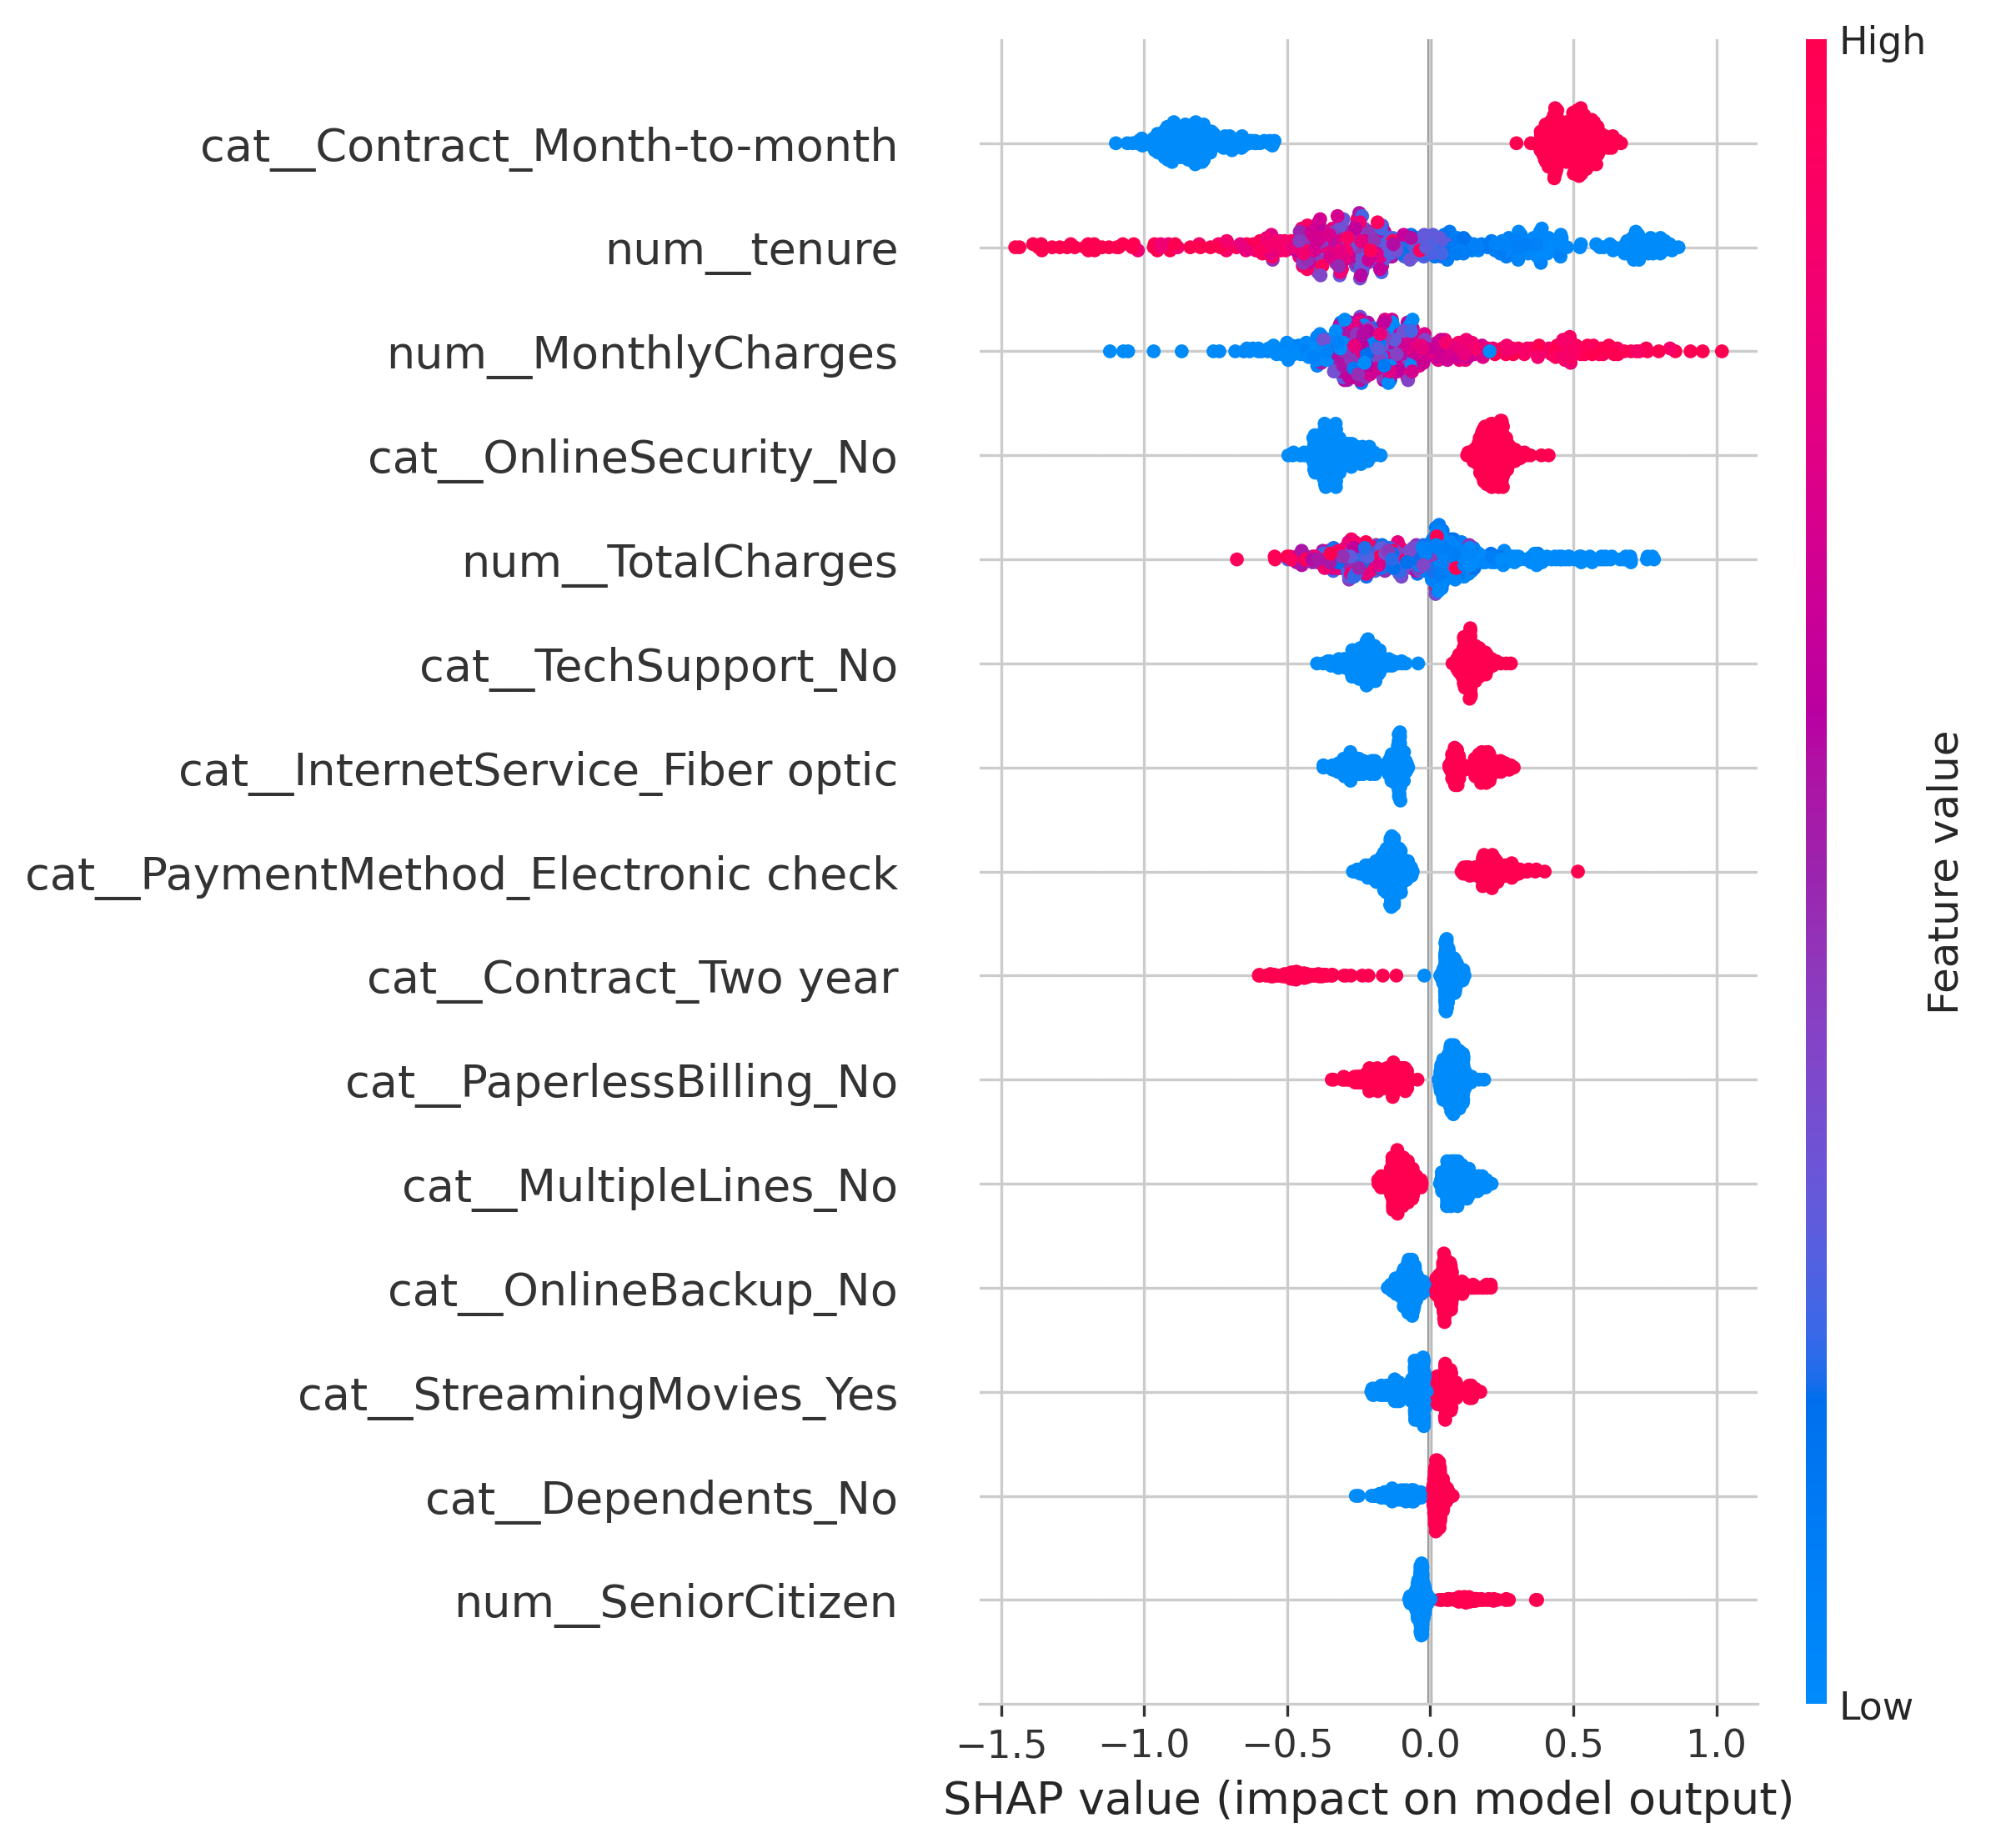 High
cat__Contract_Month-to-month
num__tenure
num__MonthlyCharges
cat__OnlineSecurity_No
num__TotalCharges
cat__TechSupport_No
cat__InternetService_Fiber optic
cat__PaymentMethod_Electronic check
cat__Contract_Two year
cat__PaperlessBilling_No
cat__MultipleLines_No
cat__OnlineBackup_No
cat__StreamingMovies_Yes
cat__Dependents_No
num__SeniorCitizen
Feature value
Low
−1.5 −1.0 −0.5 0.0 0.5 1.0
SHAP value (impact on model output)